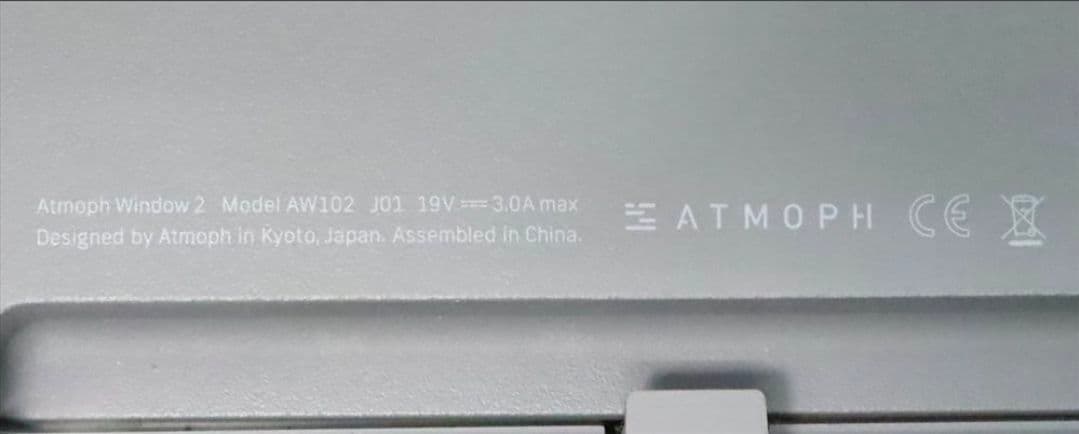 Atmoph Window 2 Model AW102 J01 19V⎓3.0A max
Designed by Atmoph in Kyoto, Japan. Assembled in China.
ATMOPH CE